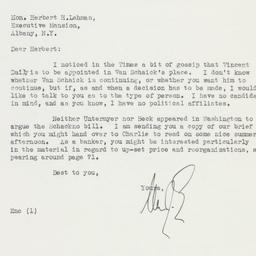 Hon. Herbert H. Lehman,
Executive Mansion,
Albany, N.Y.
Dear Herbert:
I noticed in the Times a bit of gossip that Vincent
Dailyis to be appointed in Van Schaick's place. I don't know
whether Van Schaick is continuing, or whether you want him to
continue, but if, as and when a decision has to be made, I would
like to talk to you as to the type of person. I have no candida
in mind, and as you know, I have no political affiliates.
Neither Untermyer nor Beck appeared in Washington to
argue the Schackno bill. I am sending you a copy of our brief
which you might hand over to Charlie to read on some nice summer
afternoon. As a banker, you might be interested particularly
in the material in regard to up-set price and reorganizations, a
pearing around page 71.
Best to you,
Yours,
Enc (1)